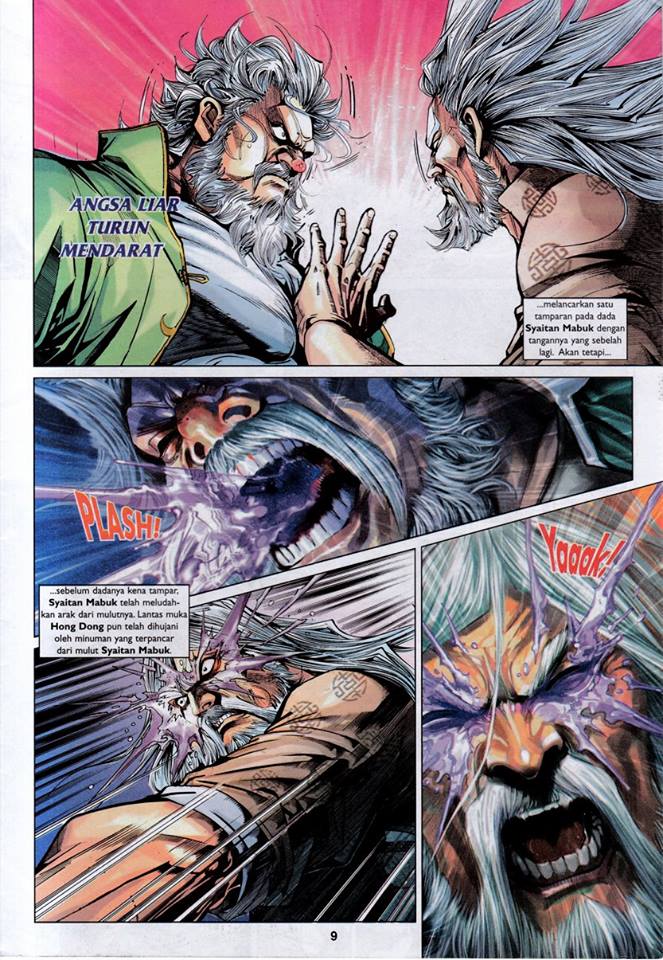 ANGSA LIAR
TURUN
MENDARAT
...melancarkan satu
tamparan pada dada
Syaitan Mabuk dengan
tangannya yang sebelah
lagi. Akan tetapi...
PLASH!
Yaaak!
...sebelum dadanya kena tampar,
Syaitan Mabuk telah meludah-
kan arak dari mulutnya. Lantas muka
Hong Dong pun telah dihujani
oleh minuman yang terpancar
dari mulut Syaitan Mabuk.
9